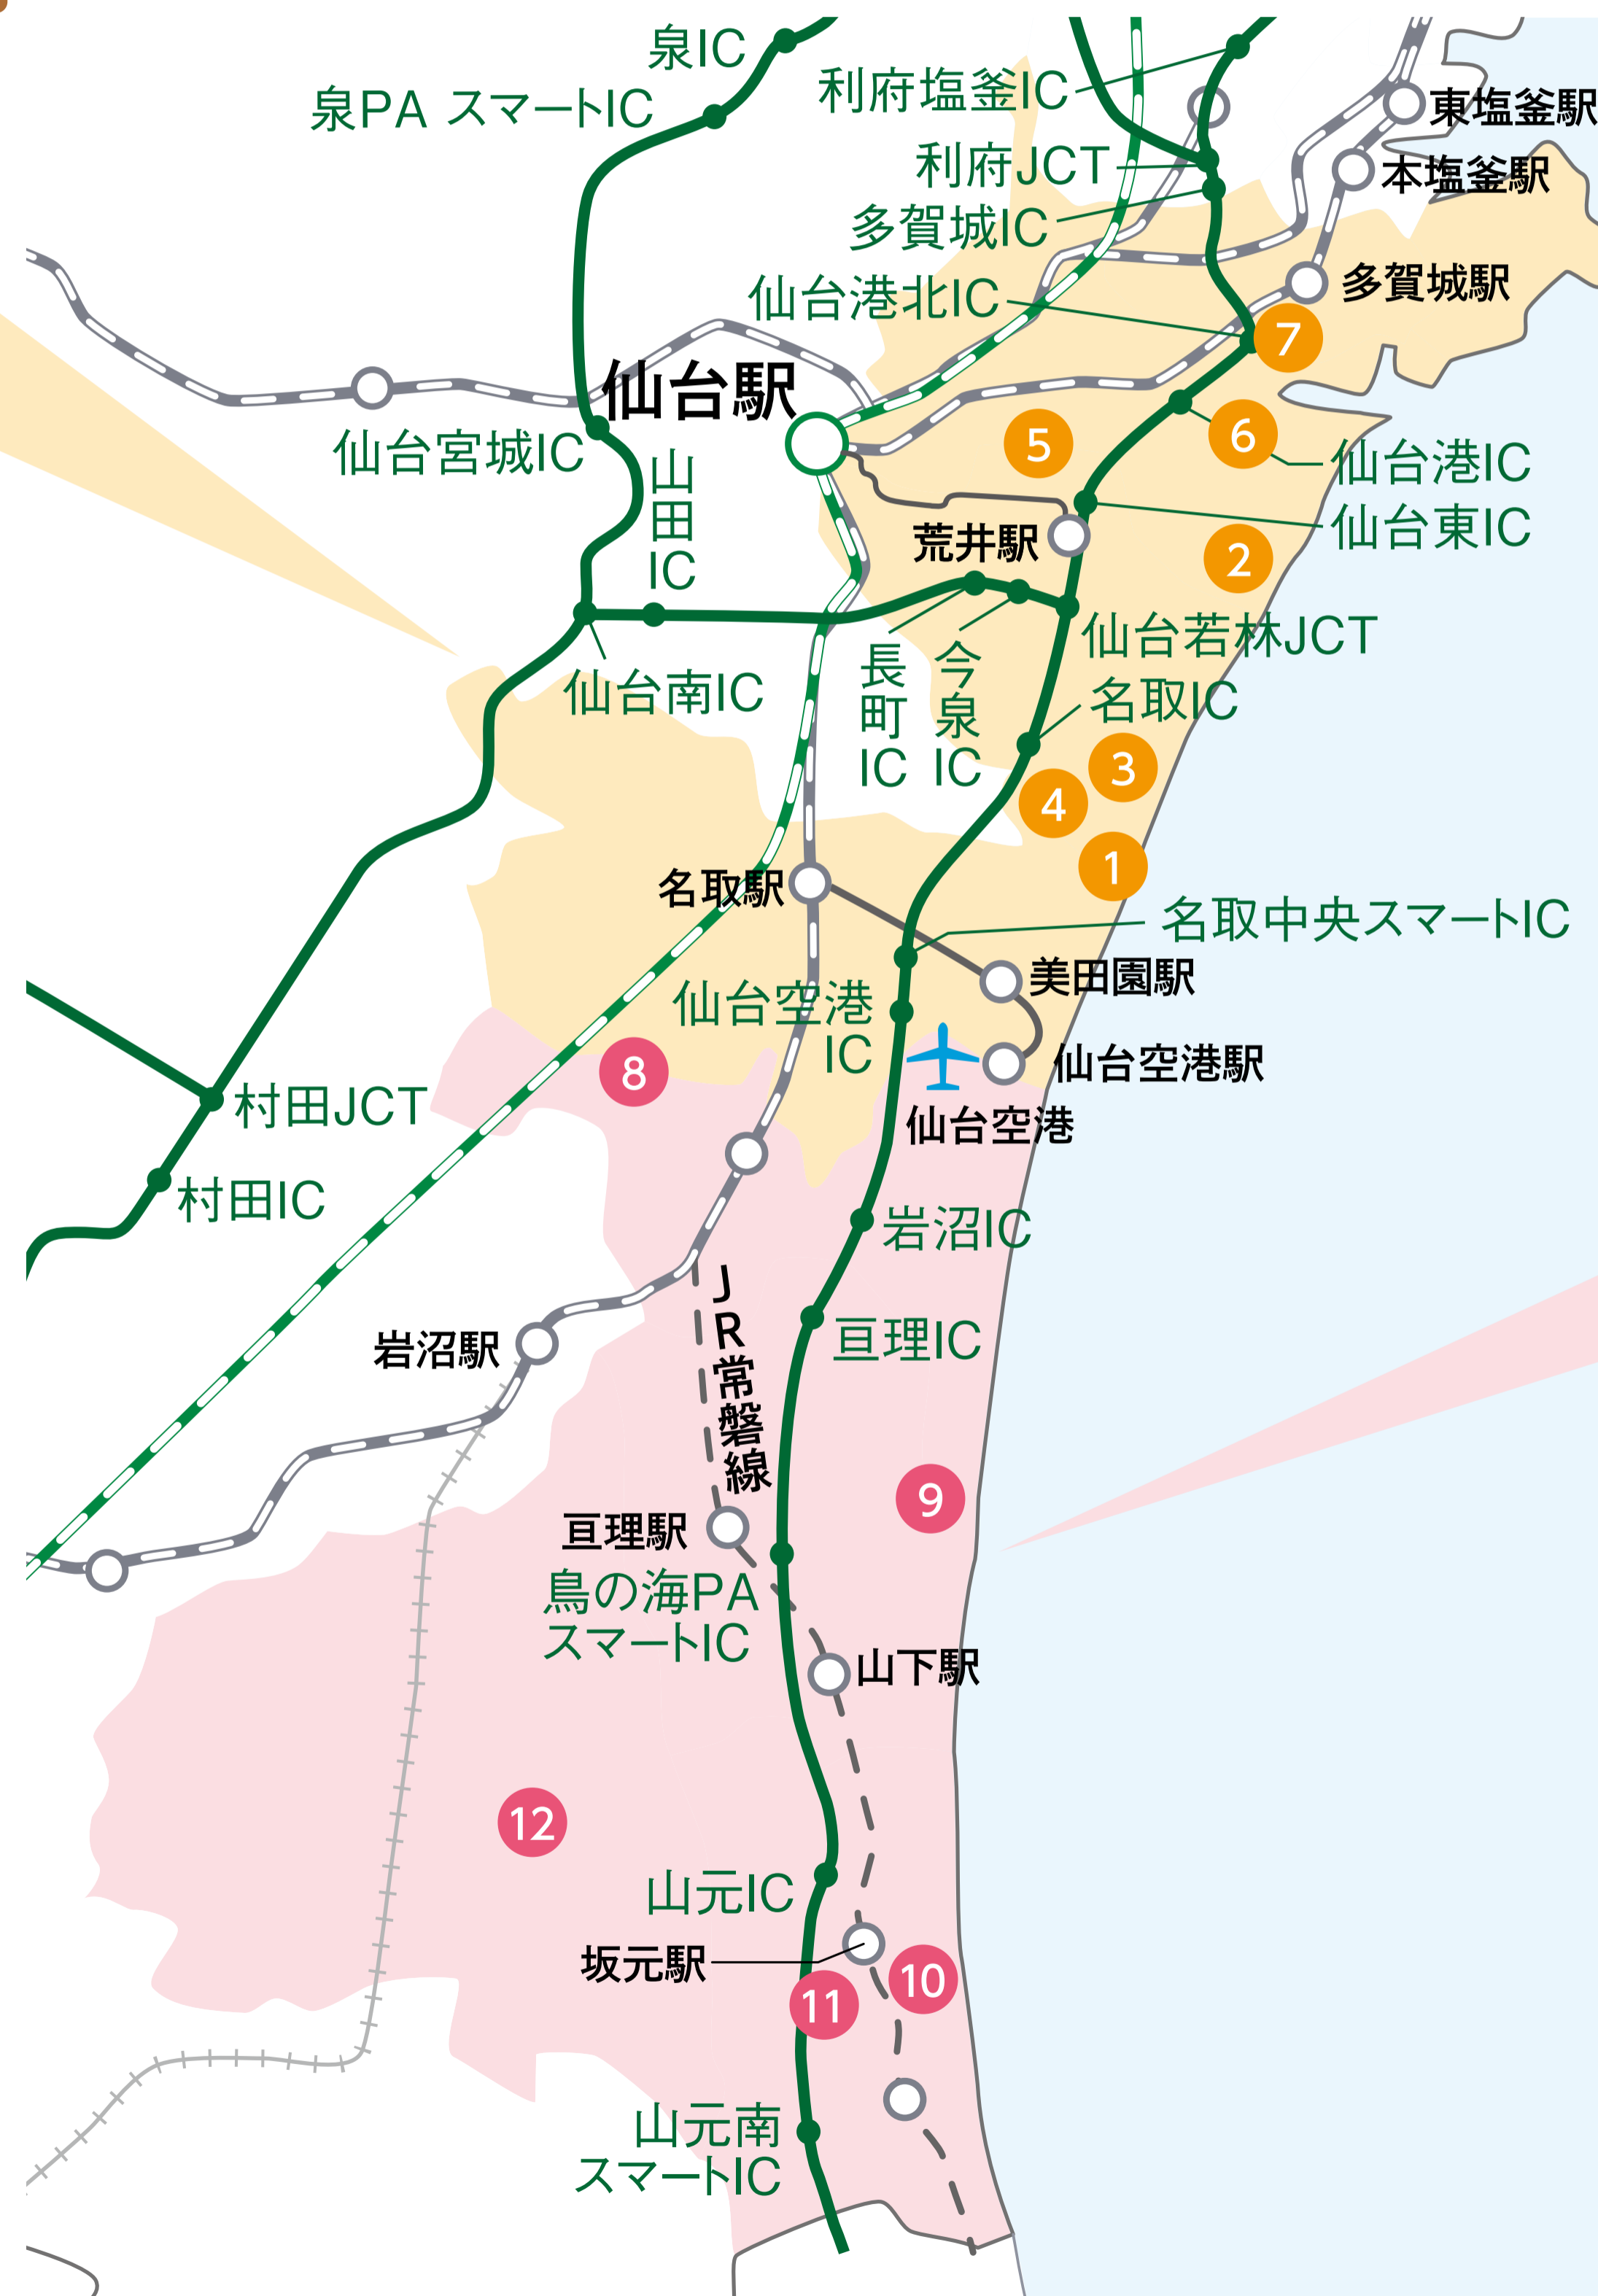 泉IC
泉PA スマートIC
利府塩釜IC
東塩釜駅
利府JCT
本塩釜駅
多賀城IC
仙台港北IC
多賀城駅
7
仙台駅
仙台宮城IC
山田IC
5
6
仙台港IC
仙台東IC
荒井駅
2
仙台若林JCT
仙台南IC
長町IC
今泉IC
名取IC
3
4
1
名取駅
名取中央スマートIC
美田園駅
仙台空港
IC
仙台空港駅
仙台空港
8
村田JCT
村田IC
岩沼IC
JR常磐線
亘理IC
岩沼駅
9
亘理駅
鳥の海PA
スマートIC
山下駅
12
山元IC
坂元駅
10
11
山元南
スマートIC